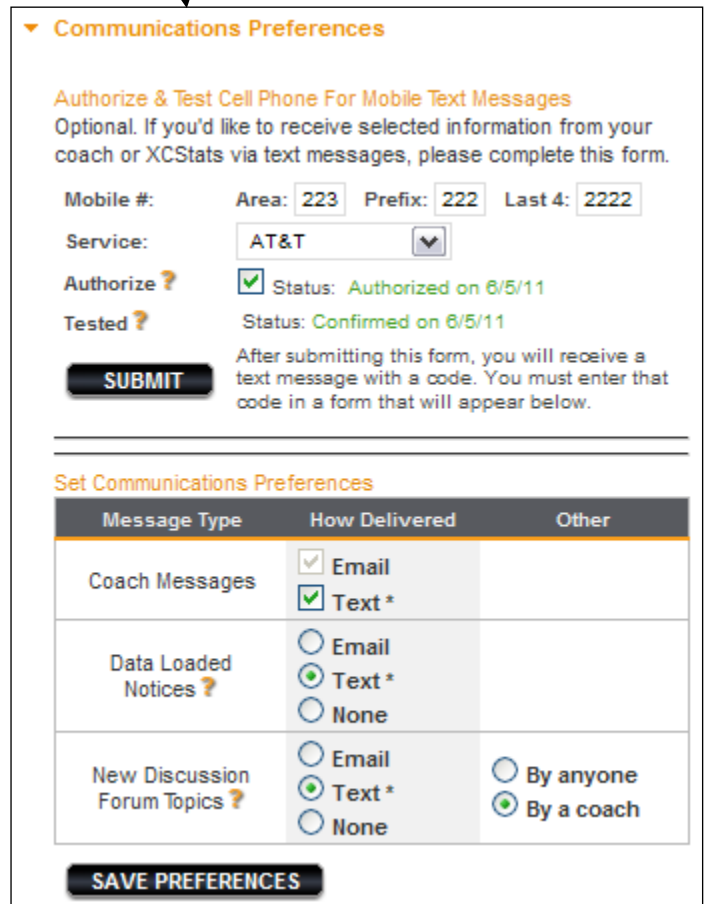 Communications Preferences
Authorize & Test Cell Phone For Mobile Text Messages
Optional. If you'd like to receive selected information from your
coach or XCStats via text messages, please complete this form.
Mobile #: Area: 223 Prefix: 222 Last 4: 2222
Service: AT&T
Authorize ? Status: Authorized on 6/5/11
Tested ? Status: Confirmed on 6/5/11
SUBMIT
After submitting this form, you will receive a
text message with a code. You must enter that
code in a form that will appear below.
Set Communications Preferences
Message Type How Delivered Other
Coach Messages
Email
Text *
Data Loaded
Notices ?
Email
Text *
None
New Discussion
Forum Topics ?
Email
Text *
None
By anyone
By a coach
SAVE PREFERENCES